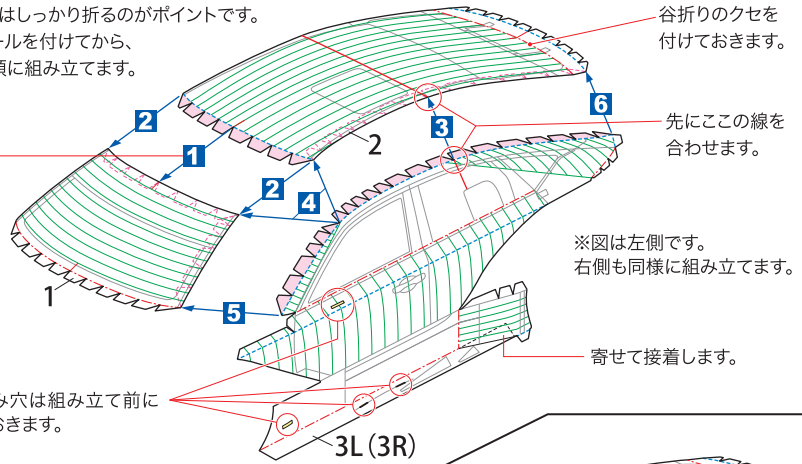 はしっかり折るのがポイントです。
ールを付けてから、
に組み立てます。
谷折りのクセを
付けておきます。
2
1
2
3
6
先にここの線を
合わせます。
2
4
※図は左側です。
右側も同様に組み立てます。
1
5
寄せて接着します。
み穴は組み立て前に
おきます。
3L(3R)